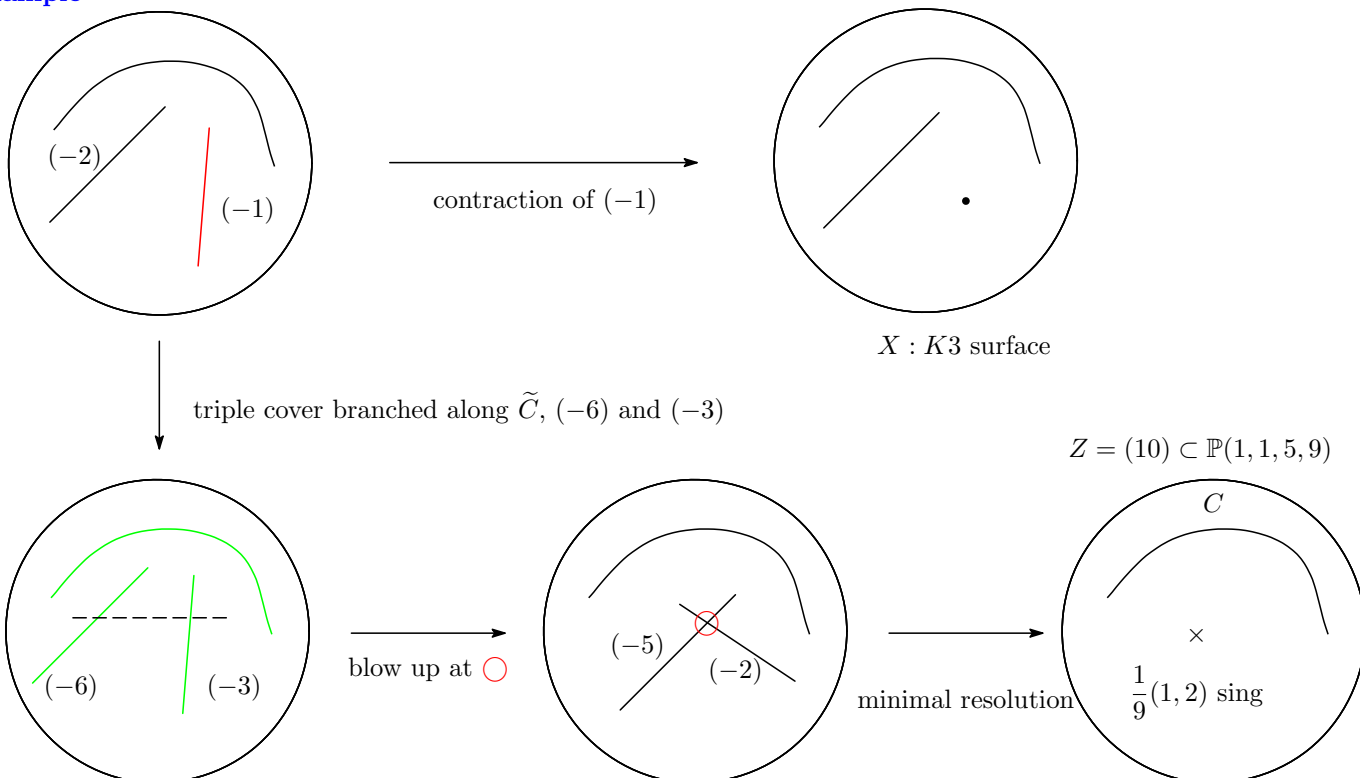 (−2)
(−1)
contraction of (−1)
X : K3 surface
triple cover branched along C̃, (−6) and (−3)
Z = (10) ⊂ ℙ(1, 1, 5, 9)
C
(−6)
(−3)
blow up at
(−5)
(−2)
minimal resolution
×
1/9(1, 2) sing